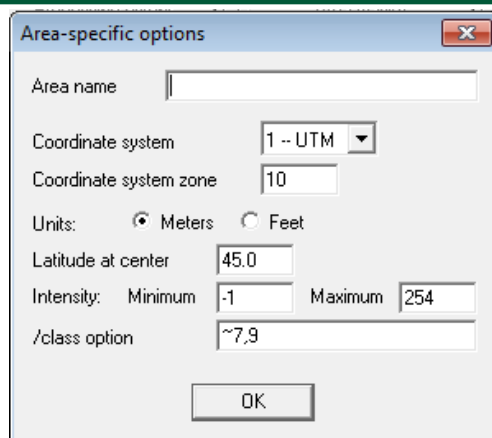 Area-specific options
Area name
Coordinate system 1 -- UTM
Coordinate system zone 10
Units: Meters Feet
Latitude at center 45.0
Intensity: Minimum -1 Maximum 254
/class option ~7,9
OK